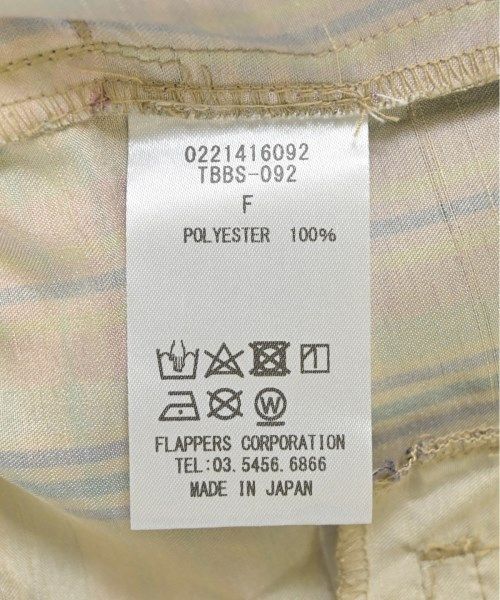 0221416092
TBBS-092
F
POLYESTER 100%
W
FLAPPERS CORPORATION
TEL:03.5456.6866
MADE IN JAPAN